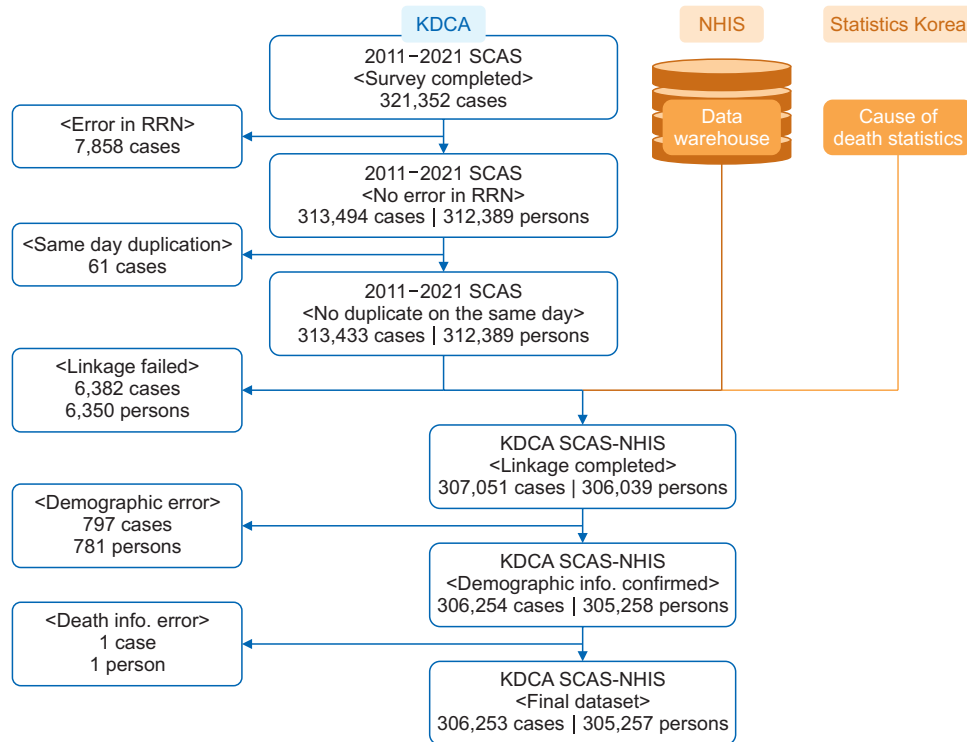 KDCA
NHIS
Statistics Korea
2011−2021 SCAS
<Survey completed>
321,352 cases
Data
warehouse
Cause of
death statistics
<Error in RRN>
7,858 cases
2011−2021 SCAS
<No error in RRN>
313,494 cases | 312,389 persons
<Same day duplication>
61 cases
2011−2021 SCAS
<No duplicate on the same day>
313,433 cases | 312,389 persons
<Linkage failed>
6,382 cases
6,350 persons
KDCA SCAS-NHIS
<Linkage completed>
307,051 cases | 306,039 persons
<Demographic error>
797 cases
781 persons
KDCA SCAS-NHIS
<Demographic info. confirmed>
306,254 cases | 305,258 persons
<Death info. error>
1 case
1 person
KDCA SCAS-NHIS
<Final dataset>
306,253 cases | 305,257 persons